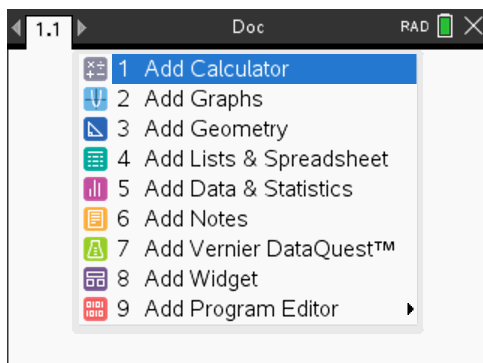 1.1 Doc RAD
1 Add Calculator
2 Add Graphs
3 Add Geometry
4 Add Lists & Spreadsheet
5 Add Data & Statistics
6 Add Notes
7 Add Vernier DataQuest™
8 Add Widget
9 Add Program Editor